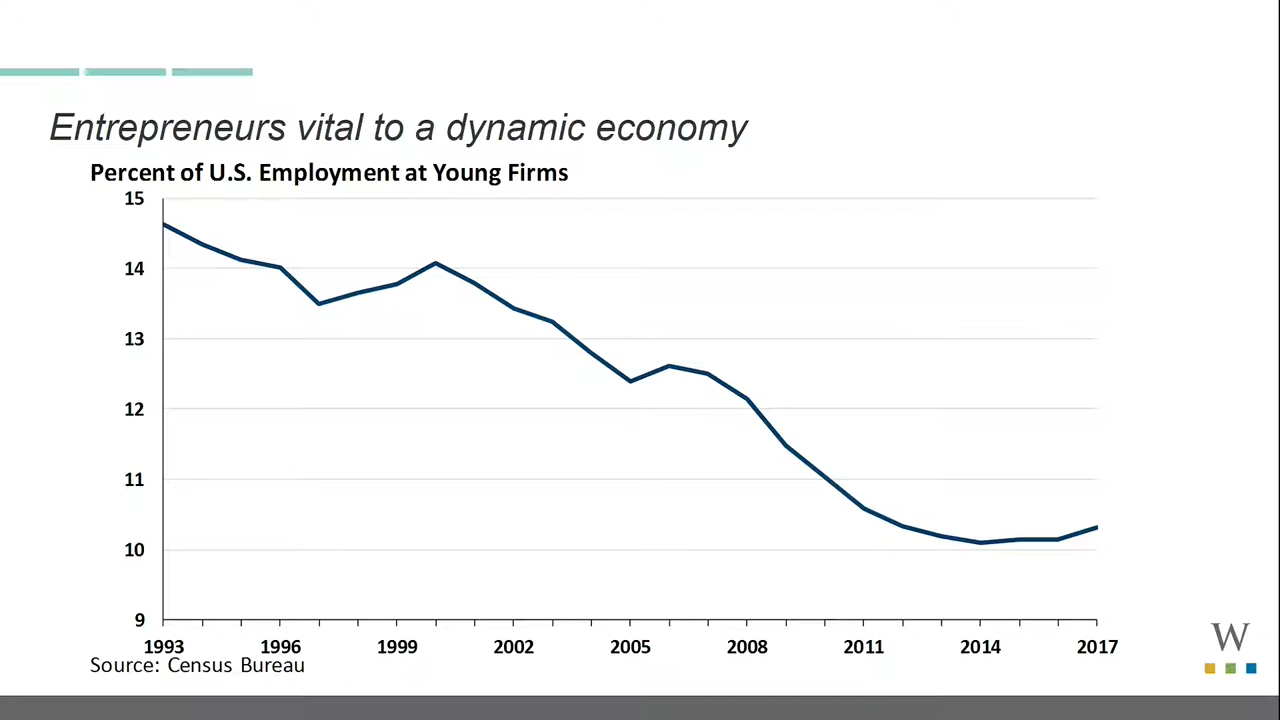 Entrepreneurs vital to a dynamic economy
Percent of U.S. Employment at Young Firms
15
14
13
12
11
10
9
1993 1996 1999 2002 2005 2008 2011 2014 2017
Source: Census Bureau
W